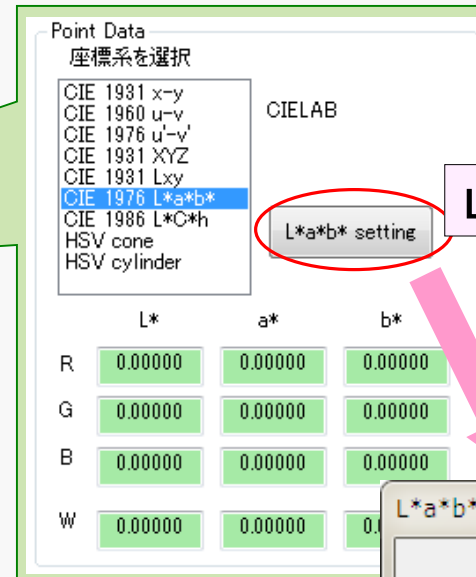 Point Data
座標系を選択
CIE 1931 x-y
CIE 1960 u-v
CIE 1976 u'-v'
CIE 1931 XYZ
CIE 1931 Lxy
CIE 1976 L*a*b*
CIE 1986 L*C*h
HSV cone
HSV cylinder
CIELAB
L*a*b* setting
L
L* a* b*
R 0.00000 0.00000 0.00000
G 0.00000 0.00000 0.00000
B 0.00000 0.00000 0.00000
W 0.00000 0.00000 0.
L*a*b*